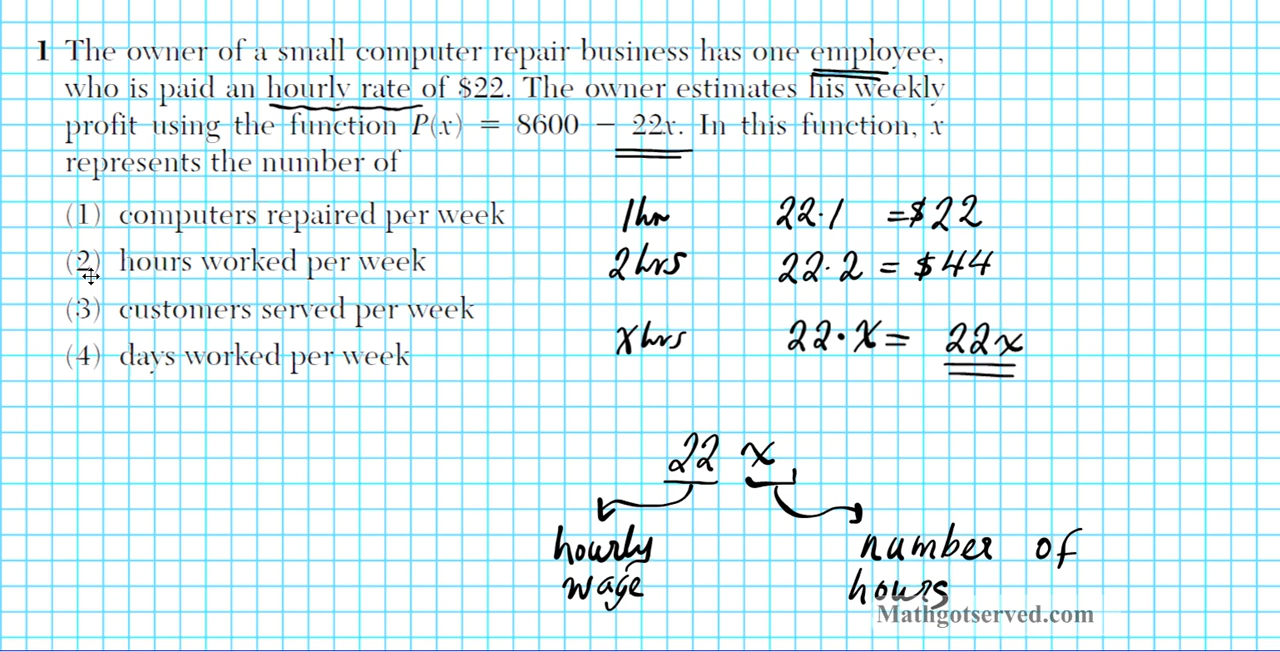 1 The owner of a small computer repair business has one employee,
who is paid an hourly rate of $22. The owner estimates his weekly
profit using the function P(x) = 8600 − 22x. In this function, x
represents the number of
(1) computers repaired per week
(2) hours worked per week
(3) customers served per week
(4) days worked per week
1hr 22·1 =$22
2hrs 22·2 = $44
x hrs 22·x = 22x
22 x
hourly
wage
number of
hours
Mathgotserved.com